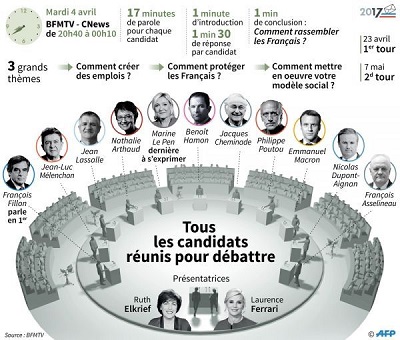 Mardi 4 avril
BFMTV - CNews
de 20h40 à 00h10
17 minutes
de parole
pour chaque
candidat
1 minute
d'introduction
1 min 30
de réponse
par candidat
1 min
de conclusion :
Comment rassembler
les Français ?
2017
23 avril
1er tour
7 mai
2d tour
3 grands
thèmes
Comment créer
des emplois ?
Comment protéger
les Français ?
Comment mettre
en oeuvre votre
modèle social ?
François
Fillon
parle
en 1er
Jean-Luc
Mélenchon
Jean
Lassalle
Nathalie
Arthaud
Marine
Le Pen
dernière
à s'exprimer
Benoît
Hamon
Jacques
Cheminade
Philippe
Poutou
Emmanuel
Macron
Nicolas
Dupont-
Aignan
François
Asselineau
Tous
les candidats
réunis pour débattre
Présentatrices
Ruth
Elkrief
Laurence
Ferrari
Source : BFMTV
© AFP